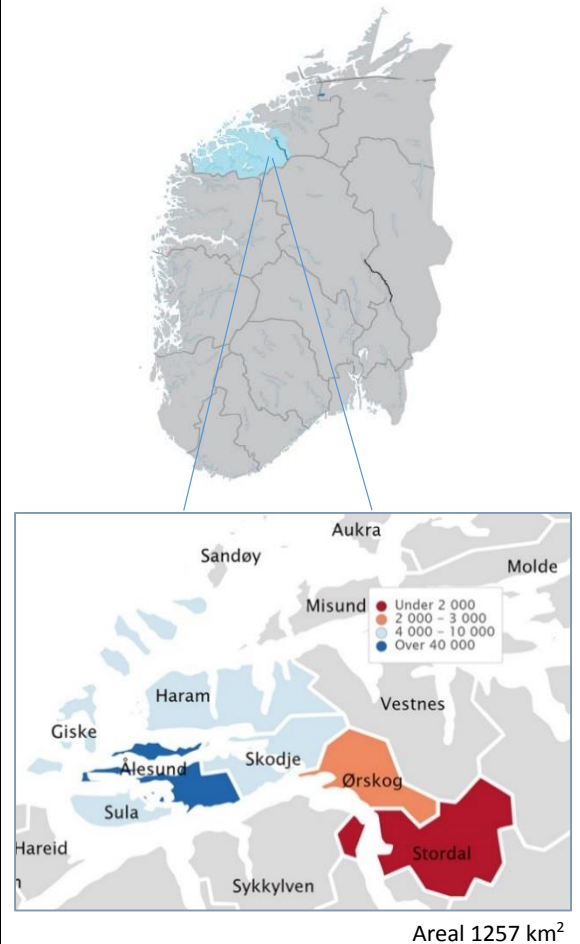 Aukra
Sandøy
Molde
Misund
Under 2 000
2 000 – 3 000
4 000 – 10 000
Over 40 000
Haram
Vestnes
Giske
Skodje
Ålesund
Ørskog
Sula
Hareid
Stordal
Sykkylven
Areal 1257 km²